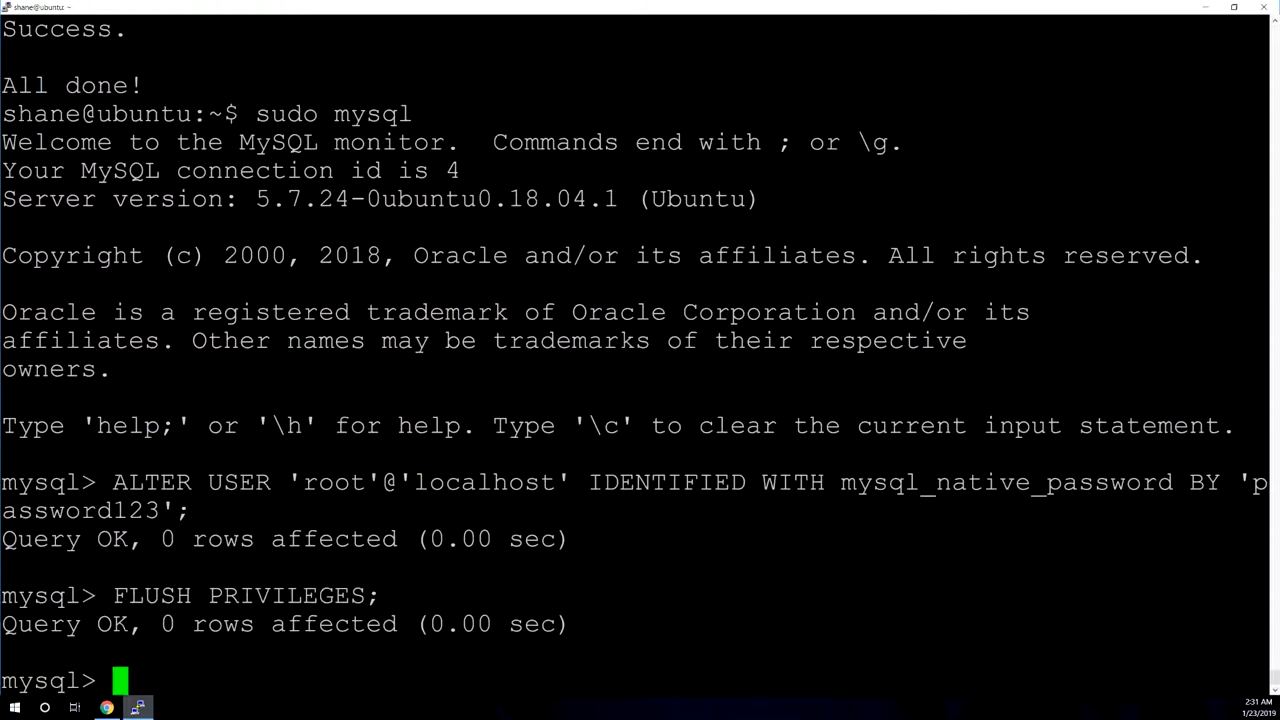 shane@ubuntu: ~
Success.
All done!
shane@ubuntu:~$ sudo mysql
Welcome to the MySQL monitor.  Commands end with ; or \g.
Your MySQL connection id is 4
Server version: 5.7.24-0ubuntu0.18.04.1 (Ubuntu)
Copyright (c) 2000, 2018, Oracle and/or its affiliates. All rights reserved.
Oracle is a registered trademark of Oracle Corporation and/or its
affiliates. Other names may be trademarks of their respective
owners.
Type 'help;' or '\h' for help. Type '\c' to clear the current input statement.
mysql> ALTER USER 'root'@'localhost' IDENTIFIED WITH mysql_native_password BY 'p
assword123';
Query OK, 0 rows affected (0.00 sec)
mysql> FLUSH PRIVILEGES;
Query OK, 0 rows affected (0.00 sec)
mysql>
2:31 AM
1/23/2019